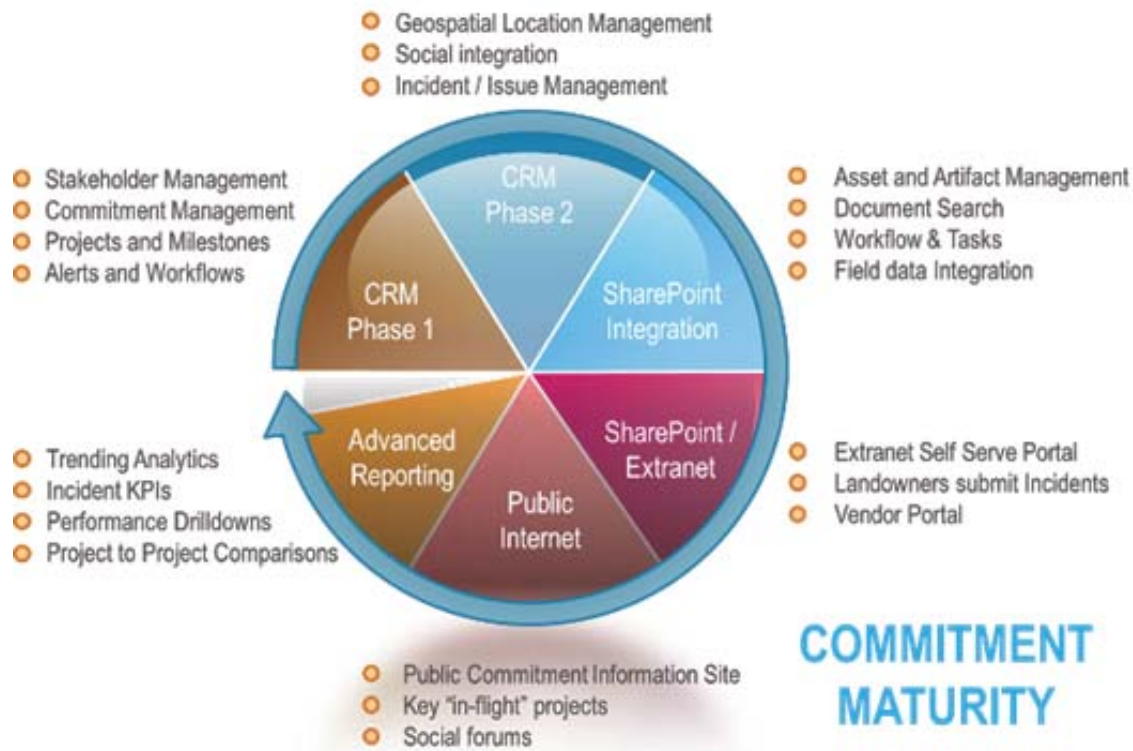 Geospatial Location Management
Social integration
Incident / Issue Management
Stakeholder Management
Commitment Management
Projects and Milestones
Alerts and Workflows
CRM
Phase 1
CRM
Phase 2
SharePoint
Integration
Asset and Artifact Management
Document Search
Workflow & Tasks
Field data Integration
SharePoint /
Extranet
Extranet Self Serve Portal
Landowners submit Incidents
Vendor Portal
Public
Internet
Advanced
Reporting
Trending Analytics
Incident KPIs
Performance Drilldowns
Project to Project Comparisons
Public Commitment Information Site
Key “in-flight” projects
Social forums
COMMITMENT
MATURITY